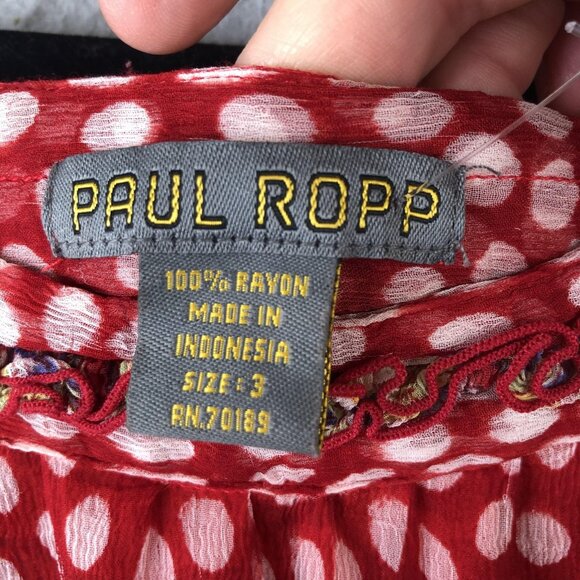 PAUL ROPP
100% RAYON
MADE IN
INDONESIA
SIZE: 3
RN.70189